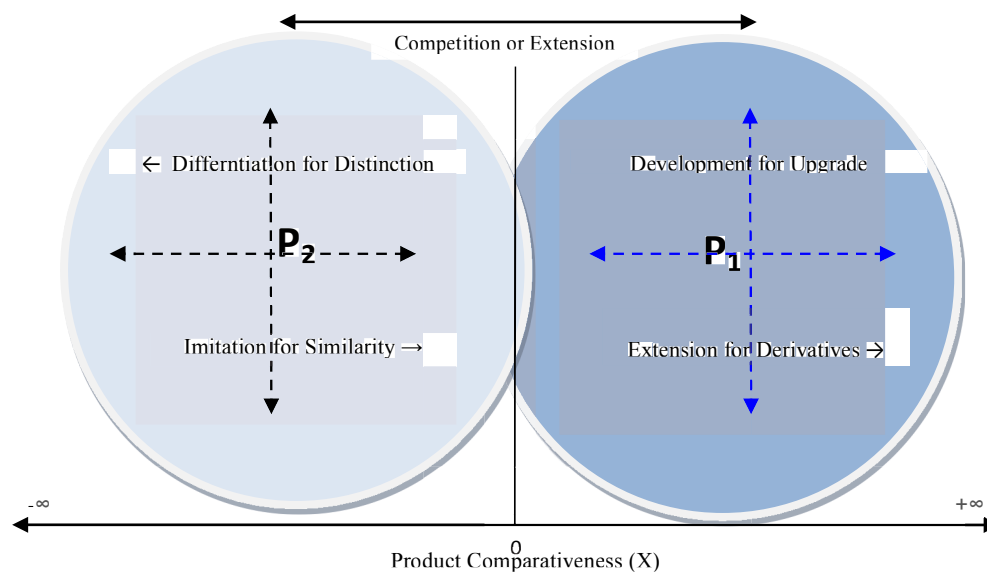 Competition or Extension
← Differntiation for Distinction
Development for Upgrade
P2
P1
Imitation for Similarity →
Extension for Derivatives →
-∞
+∞
0
Product Comparativeness (X)